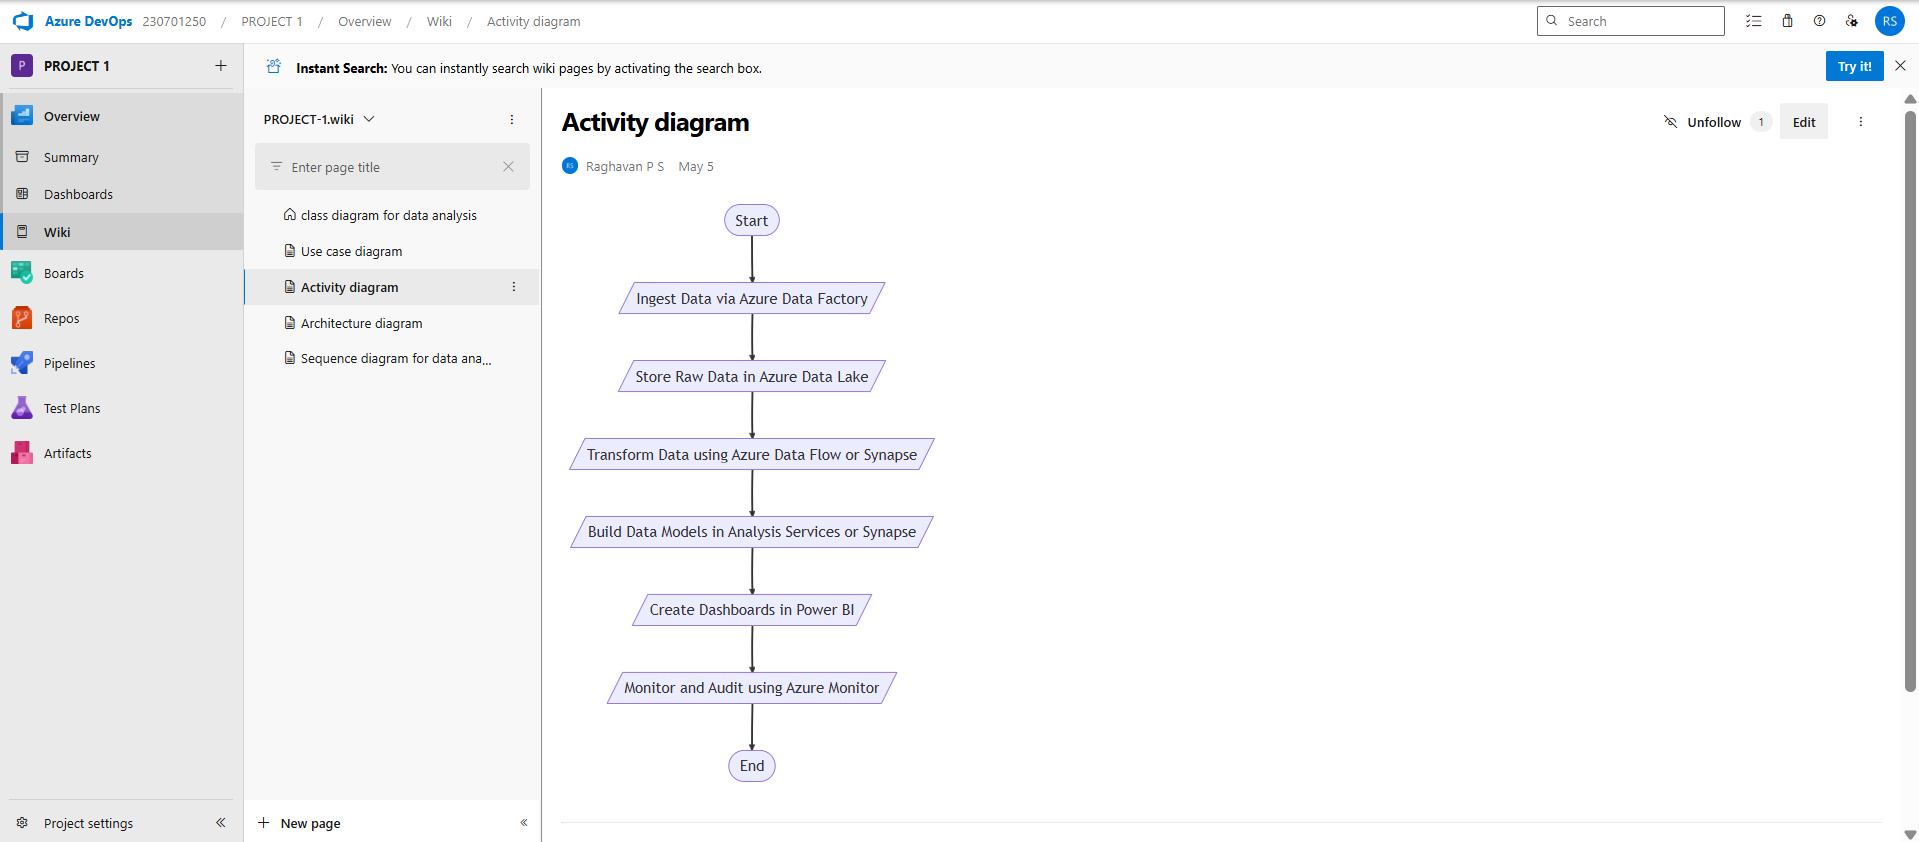 Azure DevOps 230701250 / PROJECT 1 / Overview / Wiki / Activity diagram
Search
RS
P PROJECT 1
Instant Search: You can instantly search wiki pages by activating the search box.
Try it!
Overview
Summary
Dashboards
Wiki
Boards
Repos
Pipelines
Test Plans
Artifacts
Project settings
PROJECT-1.wiki
Enter page title
class diagram for data analysis
Use case diagram
Activity diagram
Architecture diagram
Sequence diagram for data ana...
New page
Activity diagram
Unfollow 1
Edit
RS Raghavan P S May 5
Start
Ingest Data via Azure Data Factory
Store Raw Data in Azure Data Lake
Transform Data using Azure Data Flow or Synapse
Build Data Models in Analysis Services or Synapse
Create Dashboards in Power BI
Monitor and Audit using Azure Monitor
End